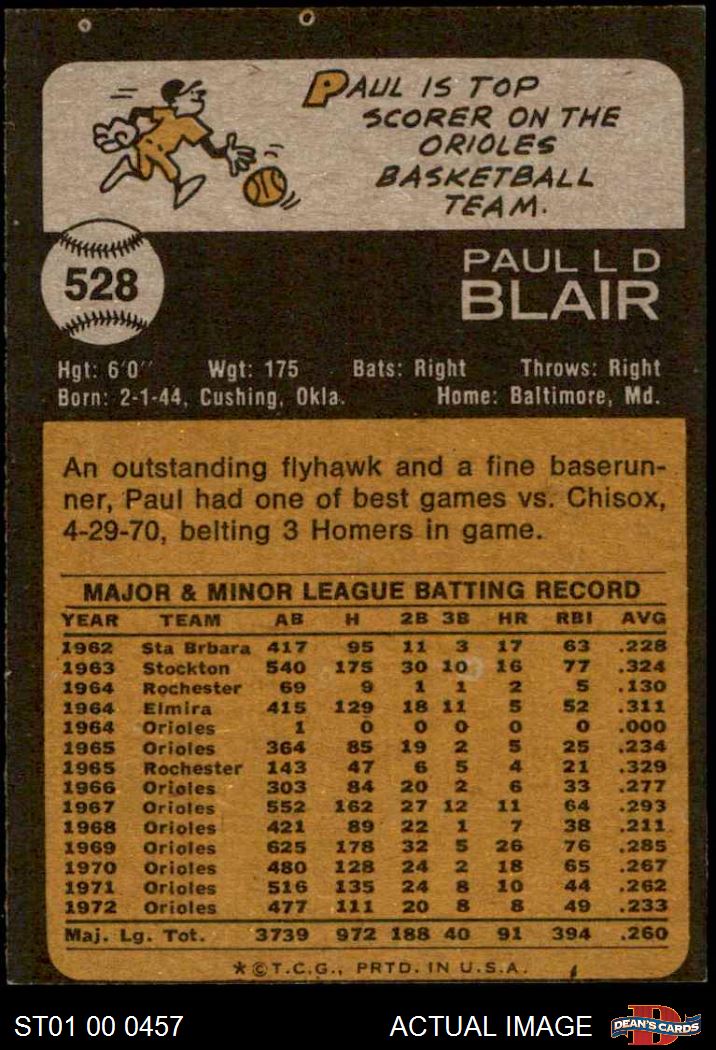 PAUL IS TOP
SCORER ON THE
ORIOLES
BASKETBALL
TEAM.
528
PAUL L D
BLAIR
Hgt: 6'0" Wgt: 175 Bats: Right Throws: Right
Born: 2-1-44, Cushing, Okla. Home: Baltimore, Md.
An outstanding flyhawk and a fine baserun-
ner, Paul had one of best games vs. Chisox,
4-29-70, belting 3 Homers in game.
MAJOR & MINOR LEAGUE BATTING RECORD
YEAR TEAM AB H 2B 3B HR RBI AVG
1962 Sta Brbara 417 95 11 3 17 63 .228
1963 Stockton 540 175 30 10 16 77 .324
1964 Rochester 69 9 1 1 2 5 .130
1964 Elmira 415 129 18 11 5 52 .311
1964 Orioles 1 0 0 0 0 0 .000
1965 Orioles 364 85 19 2 5 25 .234
1965 Rochester 143 47 6 5 4 21 .329
1966 Orioles 303 84 20 2 6 33 .277
1967 Orioles 552 162 27 12 11 64 .293
1968 Orioles 421 89 22 1 7 38 .211
1969 Orioles 625 178 32 5 26 76 .285
1970 Orioles 480 128 24 2 18 65 .267
1971 Orioles 516 135 24 8 10 44 .262
1972 Orioles 477 111 20 8 8 49 .233
Maj. Lg. Tot. 3739 972 188 40 91 394 .260
*©T.C.G., PRTD. IN U.S.A.
ST01 00 0457 ACTUAL IMAGE DEAN'S CARDS